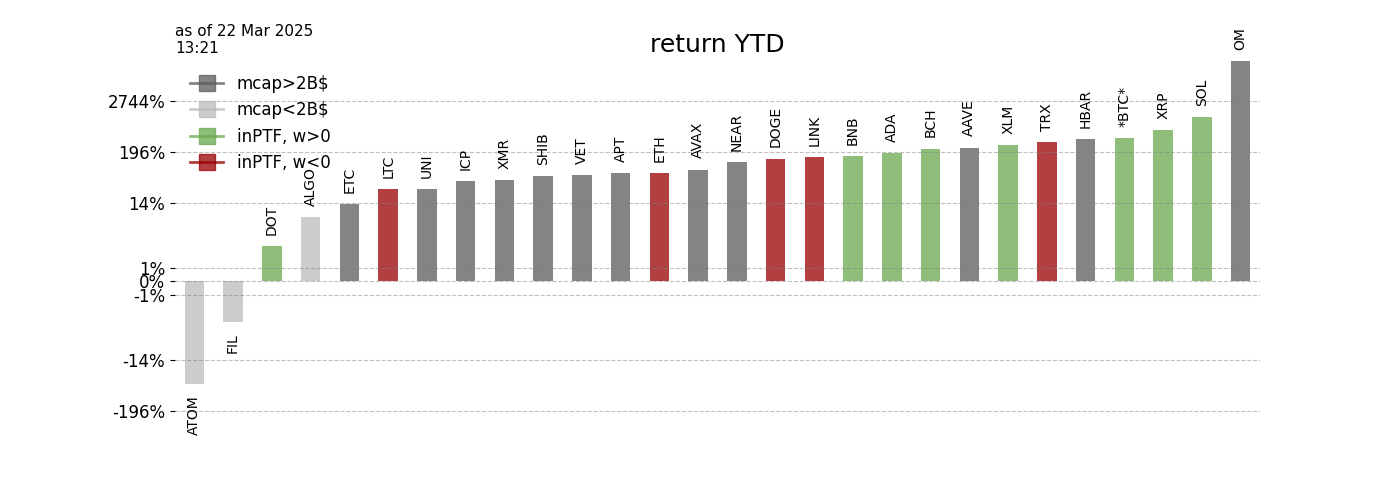 as of 22 Mar 2025
13:21
return YTD
mcap>2B$
mcap<2B$
inPTF, w>0
inPTF, w<0
2744%
196%
14%
1%
0%
-1%
-14%
-196%
ATOM
FIL
DOT
ALGO
ETC
LTC
UNI
ICP
XMR
SHIB
VET
APT
ETH
AVAX
NEAR
DOGE
LINK
BNB
ADA
BCH
AAVE
XLM
TRX
HBAR
*BTC*
XRP
SOL
OM